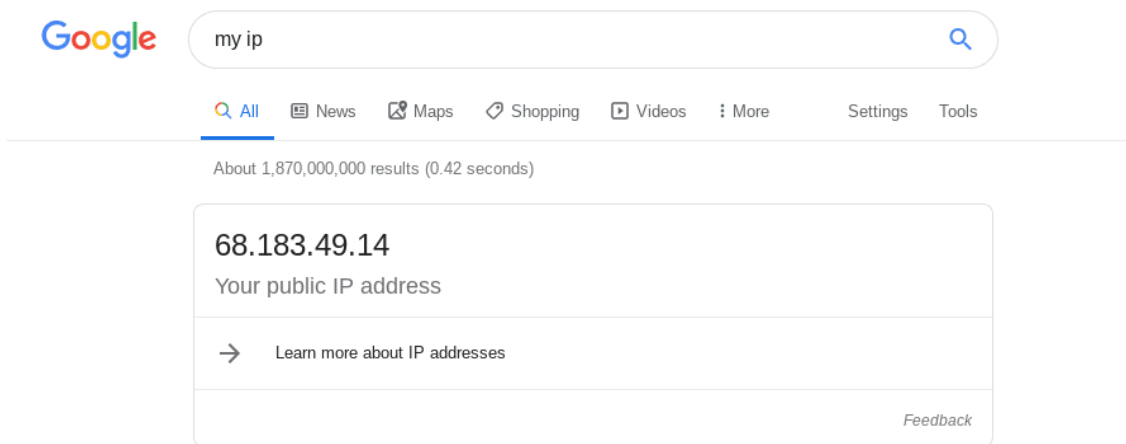 Google my ip
All News Maps Shopping Videos More Settings Tools
About 1,870,000,000 results (0.42 seconds)
68.183.49.14
Your public IP address
Learn more about IP addresses
Feedback